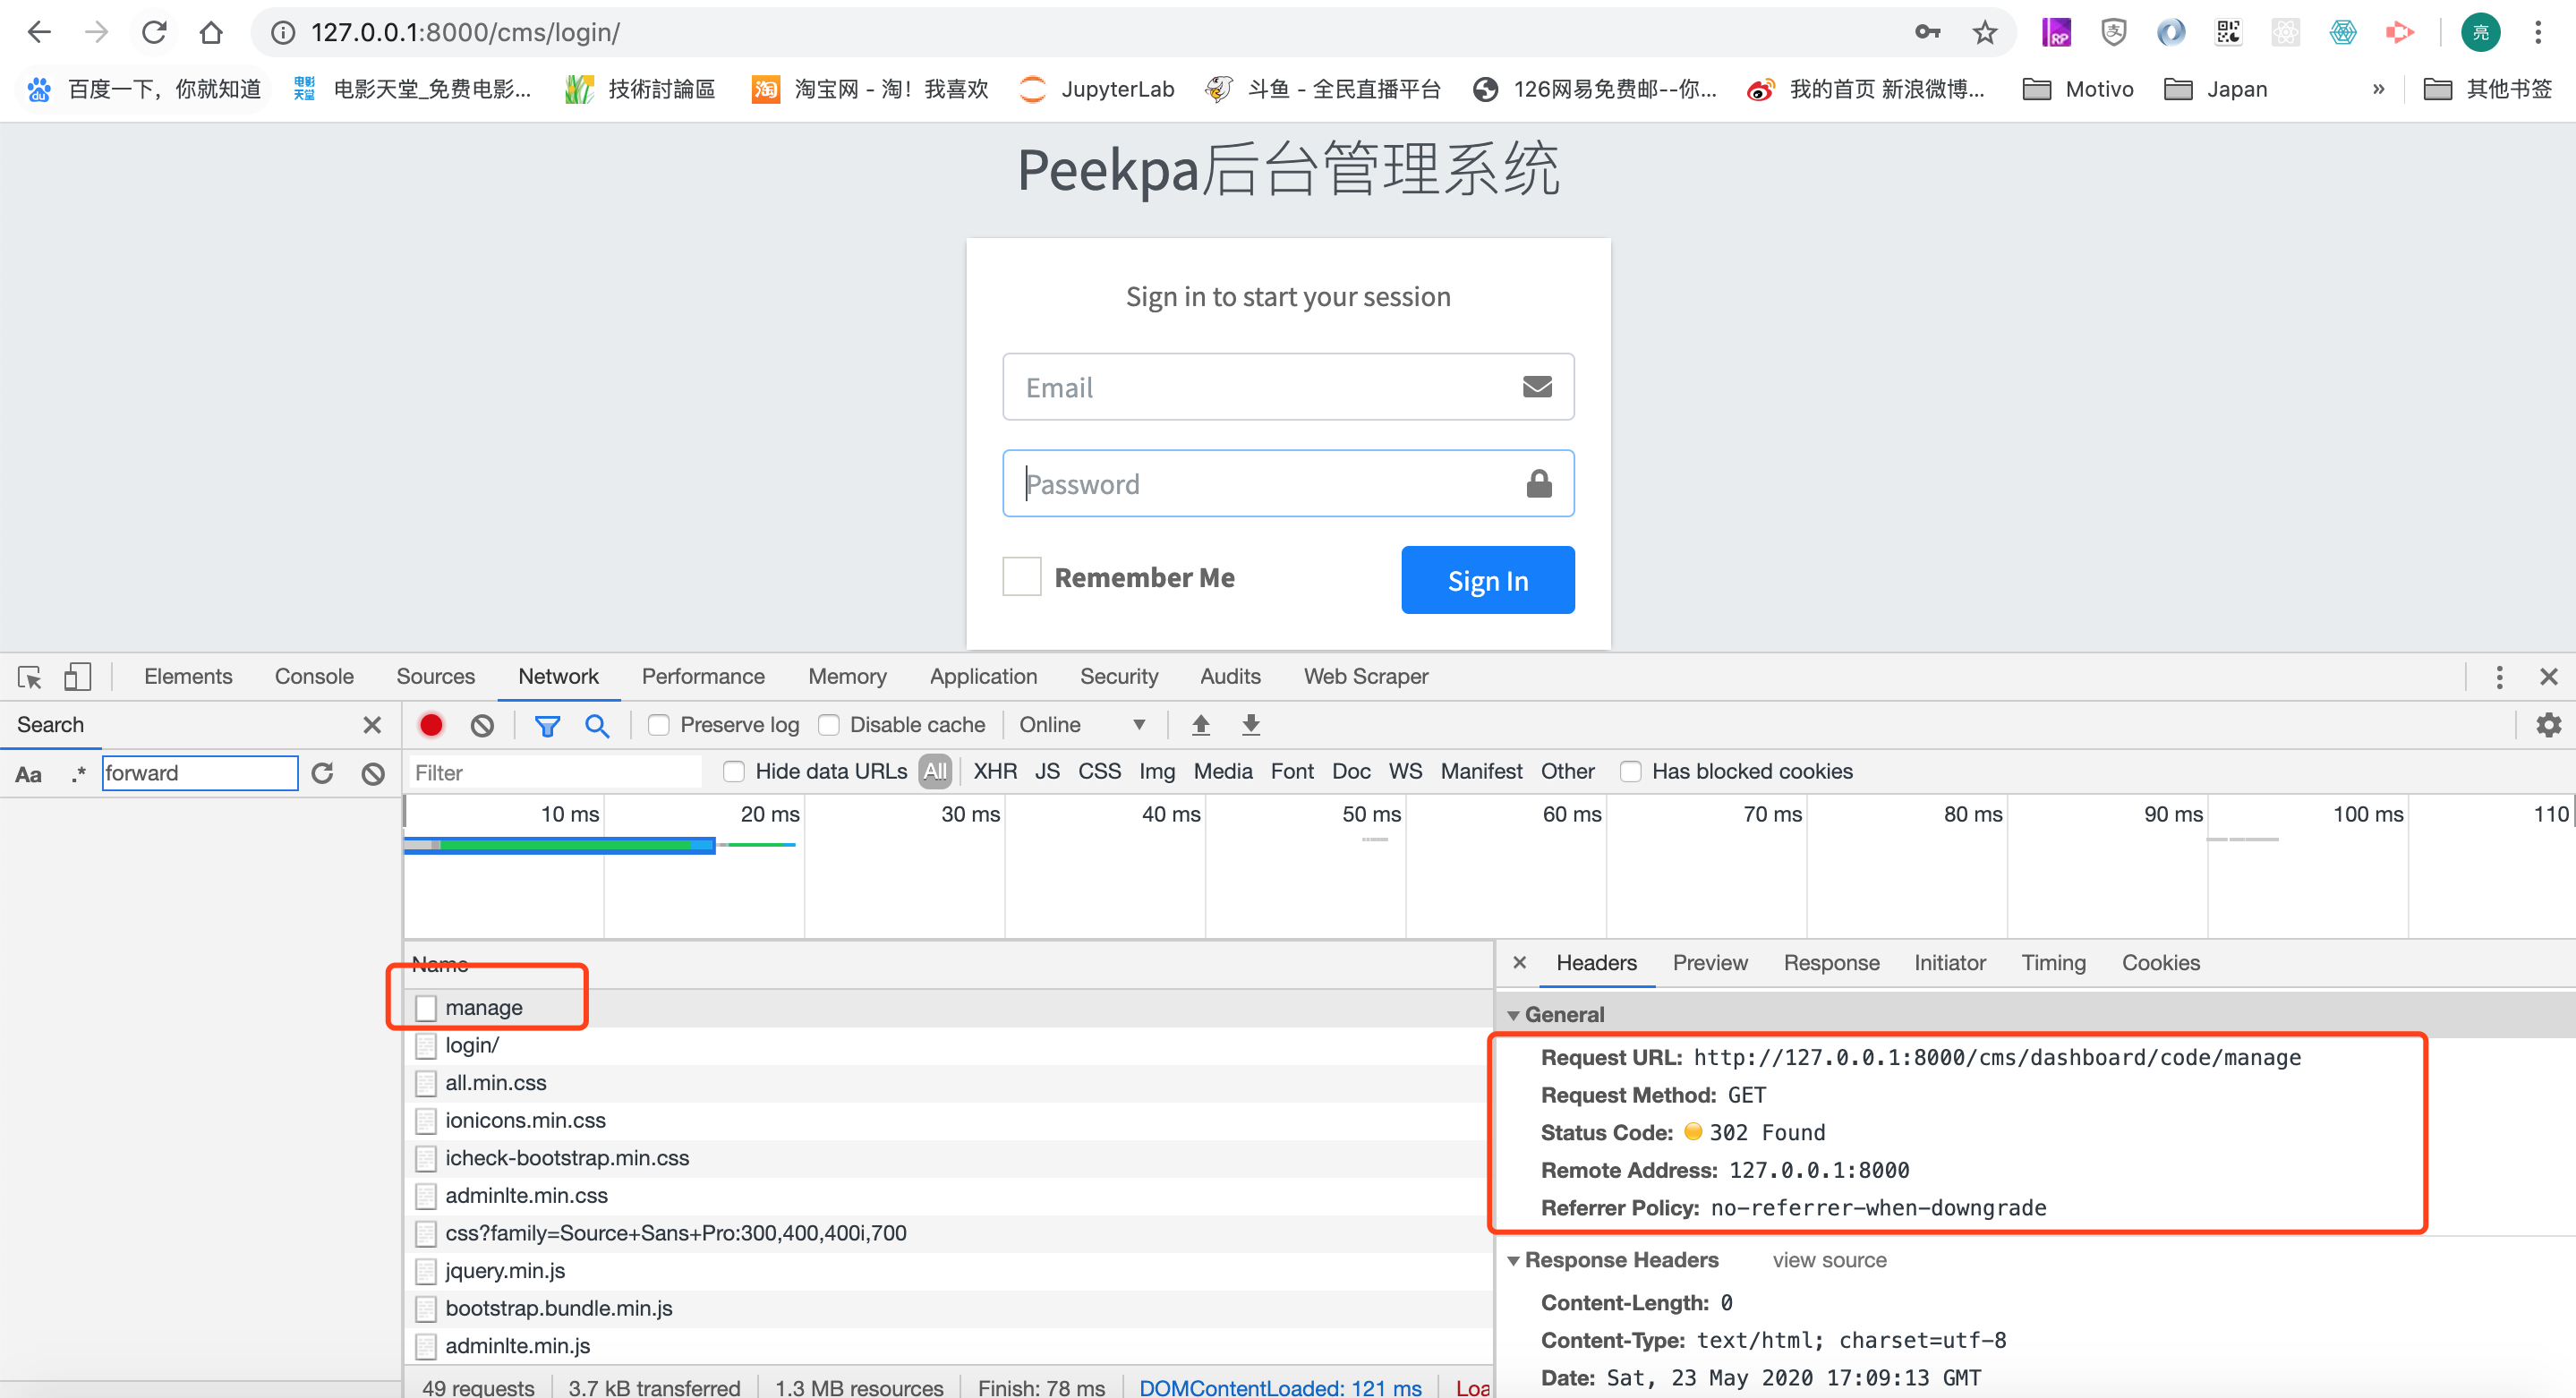 127.0.0.1:8000/cms/login/
亮
百度一下，你就知道 电影天堂_免费电影... 技術討論區 淘宝网 - 淘！我喜欢 JupyterLab 斗鱼 - 全民直播平台 126网易免费邮--你... 我的首页 新浪微博... Motivo Japan » 其他书签
Peekpa后台管理系统
Sign in to start your session
Email
Password
Remember Me Sign In
Elements Console Sources Network Performance Memory Application Security Audits Web Scraper
Search Preserve log Disable cache Online
Aa .* forward Filter Hide data URLs All XHR JS CSS Img Media Font Doc WS Manifest Other Has blocked cookies
10 ms 20 ms 30 ms 40 ms 50 ms 60 ms 70 ms 80 ms 90 ms 100 ms 110
Name
manage
login/
all.min.css
ionicons.min.css
icheck-bootstrap.min.css
adminlte.min.css
css?family=Source+Sans+Pro:300,400,400i,700
jquery.min.js
bootstrap.bundle.min.js
adminlte.min.js
49 requests 3.7 kB transferred 1.3 MB resources Finish: 78 ms DOMContentLoaded: 121 ms Loa
Headers Preview Response Initiator Timing Cookies
General
Request URL: http://127.0.0.1:8000/cms/dashboard/code/manage
Request Method: GET
Status Code: 302 Found
Remote Address: 127.0.0.1:8000
Referrer Policy: no-referrer-when-downgrade
Response Headers view source
Content-Length: 0
Content-Type: text/html; charset=utf-8
Date: Sat, 23 May 2020 17:09:13 GMT